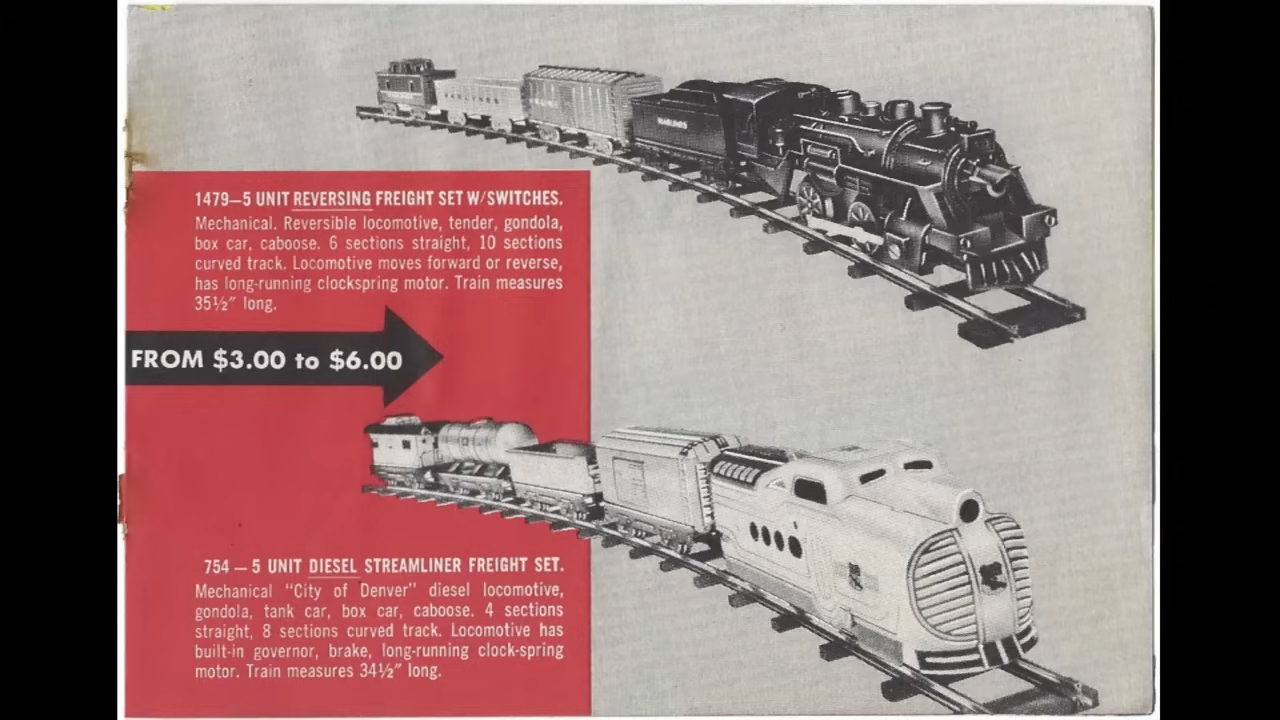 1479—5 UNIT REVERSING FREIGHT SET W/SWITCHES.
Mechanical. Reversible locomotive, tender, gondola,
box car, caboose. 6 sections straight, 10 sections
curved track. Locomotive moves forward or reverse,
has long-running clockspring motor. Train measures
35½″ long.
FROM $3.00 to $6.00
754 — 5 UNIT DIESEL STREAMLINER FREIGHT SET.
Mechanical “City of Denver” diesel locomotive,
gondola, tank car, box car, caboose. 4 sections
straight, 8 sections curved track. Locomotive has
built-in governor, brake, long-running clock-spring
motor. Train measures 34½″ long.